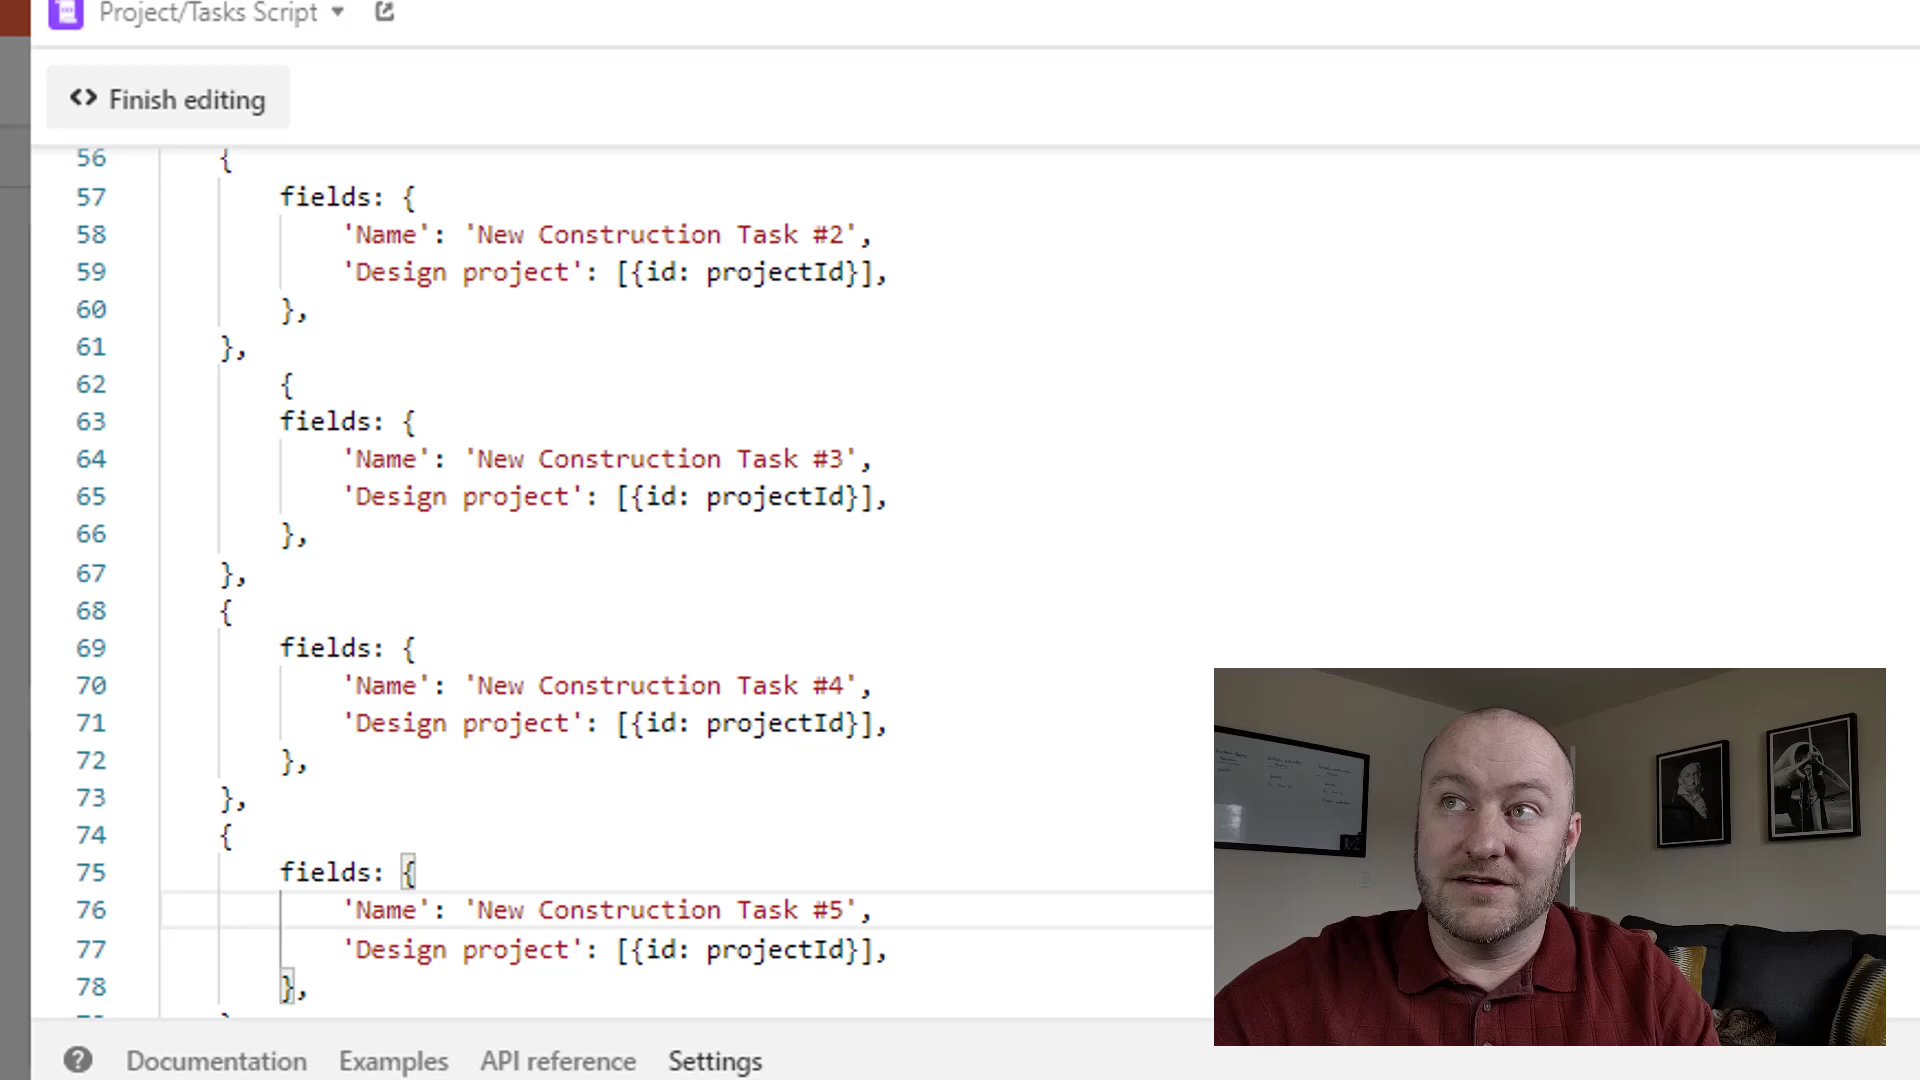 Project/Tasks Script
<> Finish editing
56 {
57 fields: {
58 'Name': 'New Construction Task #2',
59 'Design project': [{id: projectId}],
60 },
61 },
62 {
63 fields: {
64 'Name': 'New Construction Task #3',
65 'Design project': [{id: projectId}],
66 },
67 },
68 {
69 fields: {
70 'Name': 'New Construction Task #4',
71 'Design project': [{id: projectId}],
72 },
73 },
74 {
75 fields: {
76 'Name': 'New Construction Task #5',
77 'Design project': [{id: projectId}],
78 },
? Documentation Examples API reference Settings